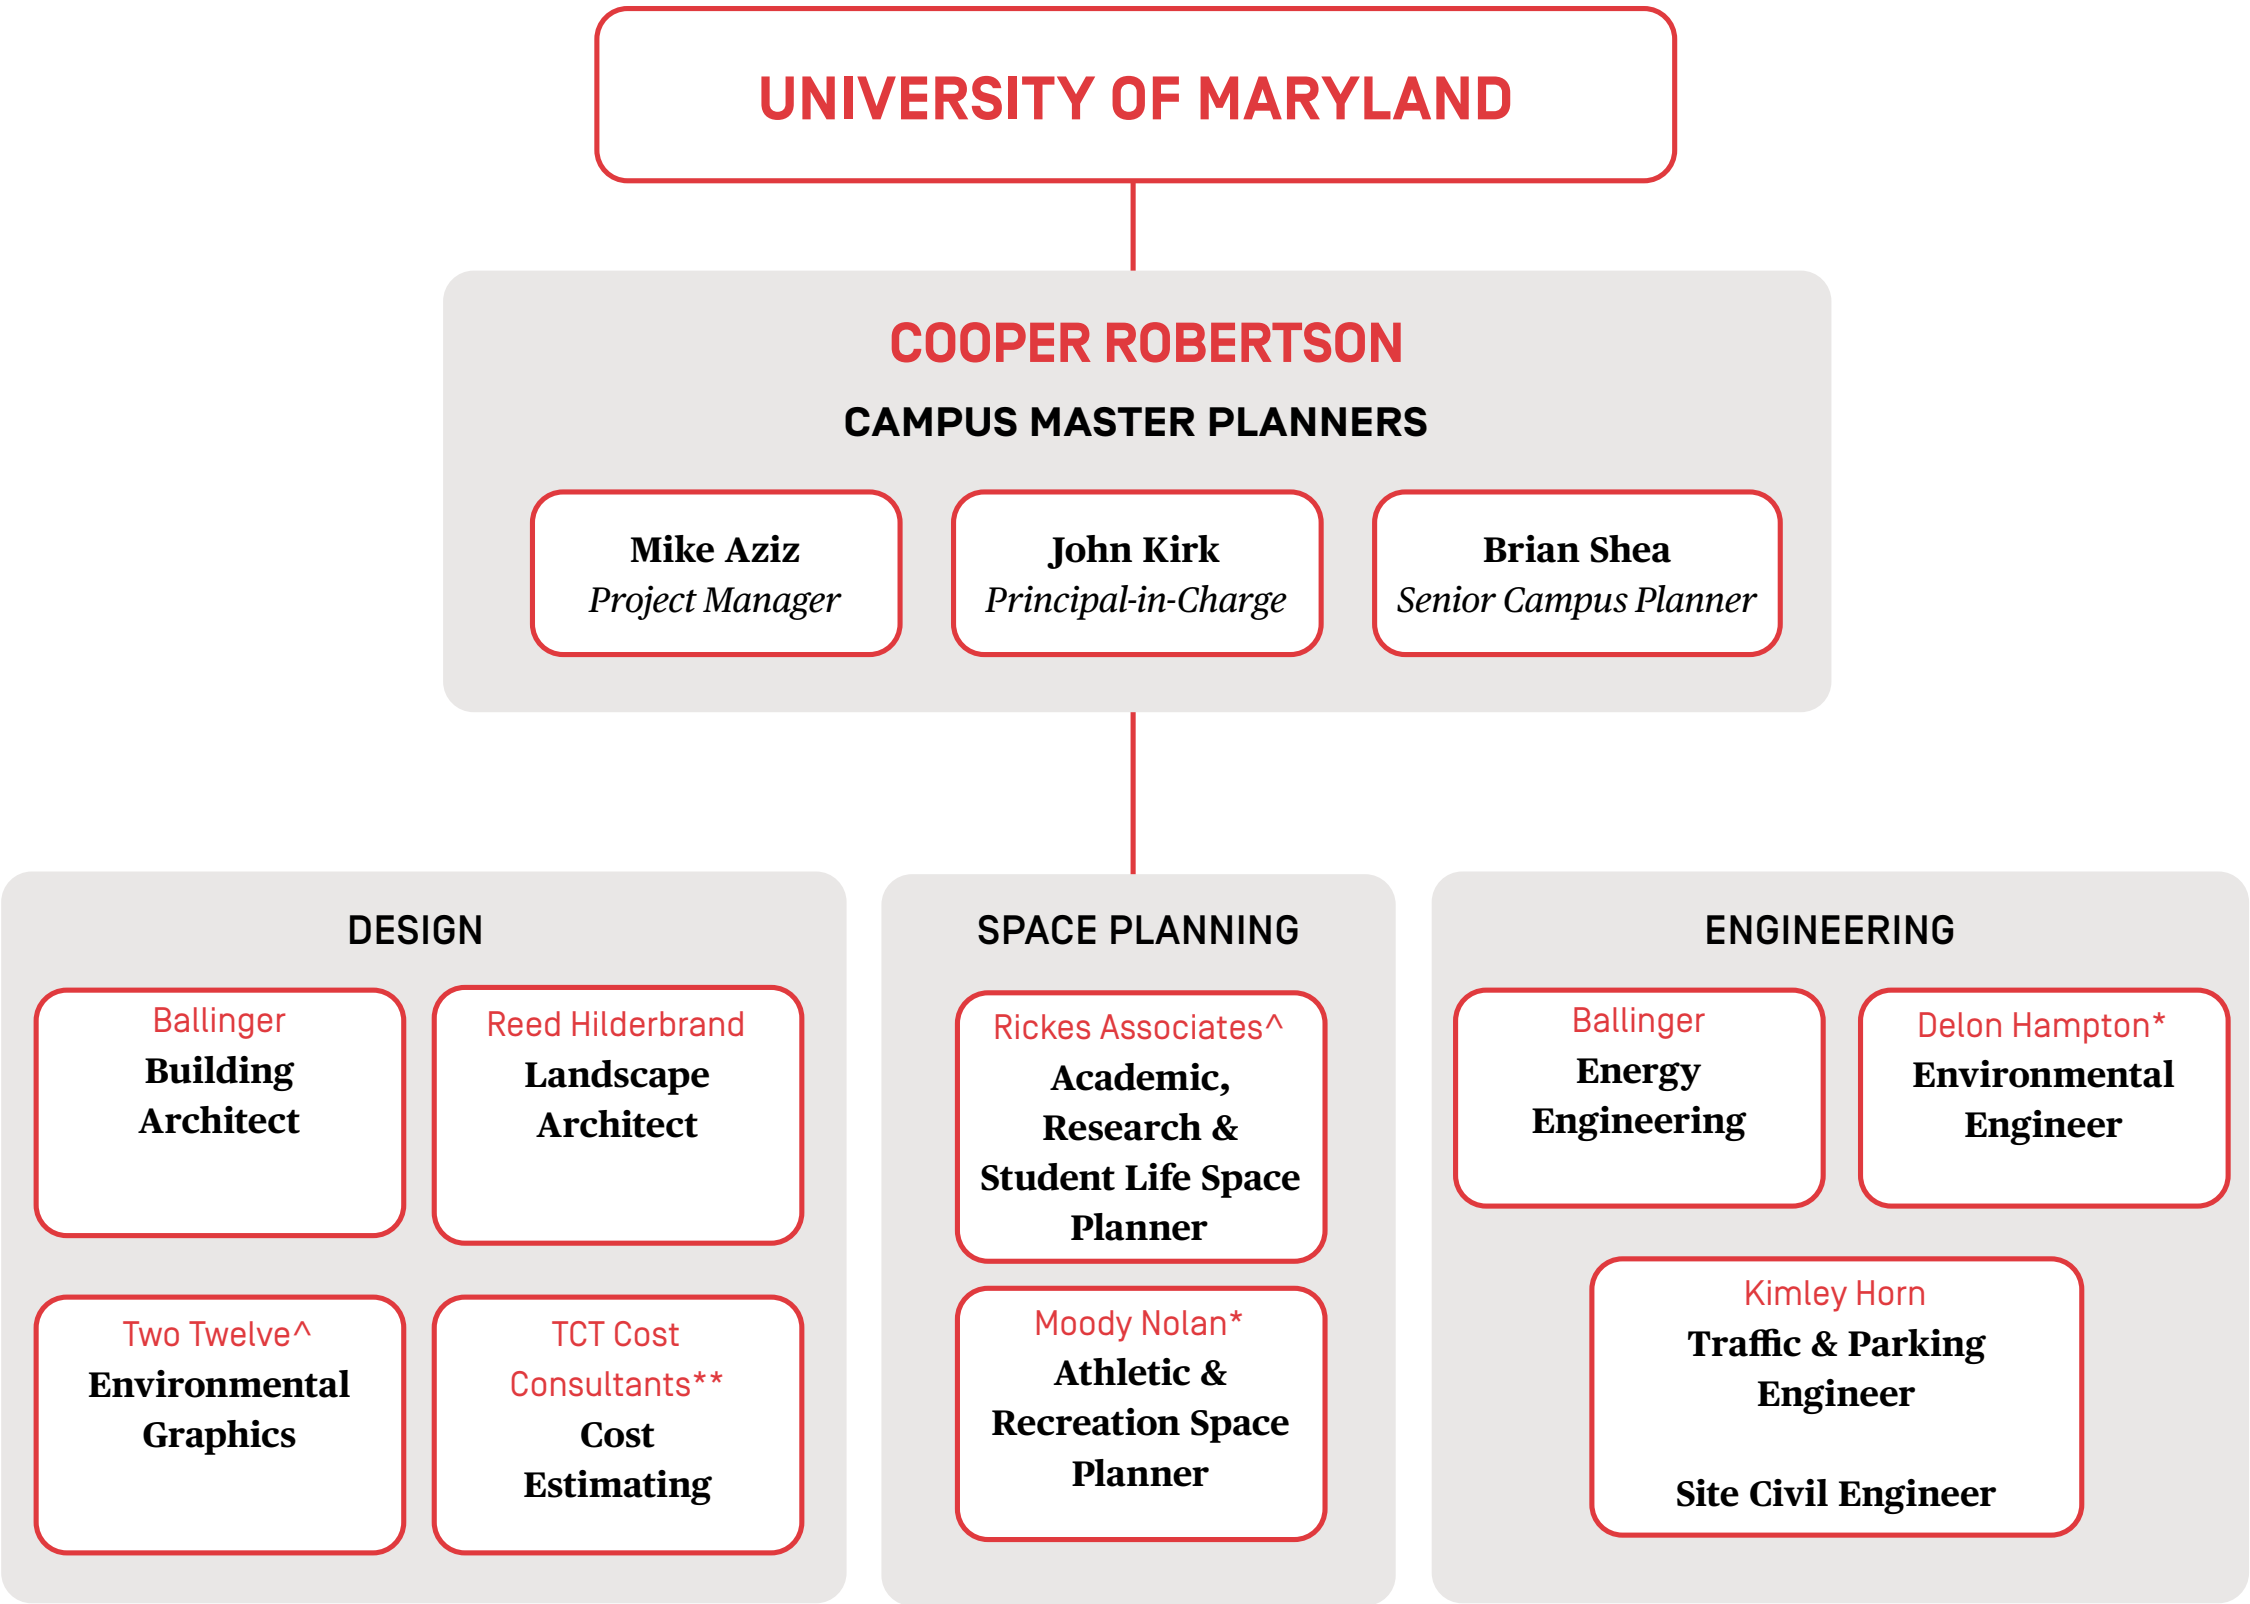 UNIVERSITY OF MARYLAND
COOPER ROBERTSON
CAMPUS MASTER PLANNERS
Mike Aziz
Project Manager
John Kirk
Principal-in-Charge
Brian Shea
Senior Campus Planner
DESIGN
Ballinger
Building
Architect
Reed Hilderbrand
Landscape
Architect
Two Twelve^
Environmental
Graphics
TCT Cost
Consultants**
Cost
Estimating
SPACE PLANNING
Rickes Associates^
Academic,
Research &
Student Life Space
Planner
Moody Nolan*
Athletic &
Recreation Space
Planner
ENGINEERING
Ballinger
Energy
Engineering
Delon Hampton*
Environmental
Engineer
Kimley Horn
Traffic & Parking
Engineer
Site Civil Engineer